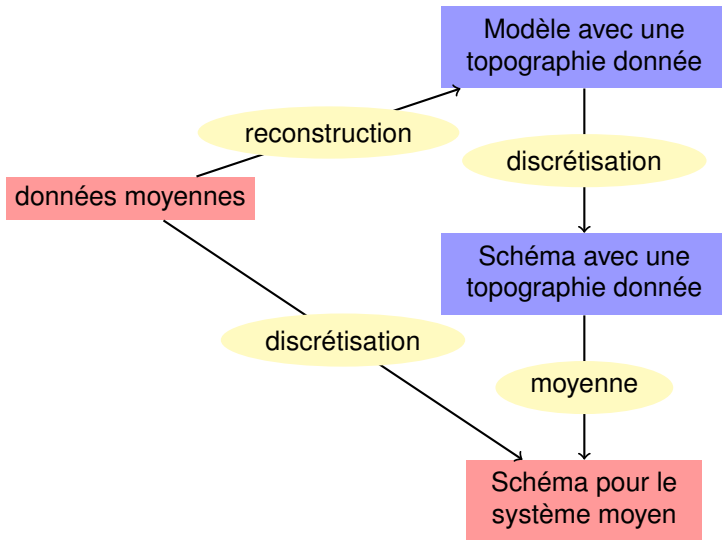 Modèle avec une
topographie donnée
reconstruction
discrétisation
données moyennes
Schéma avec une
topographie donnée
discrétisation
moyenne
Schéma pour le
système moyen